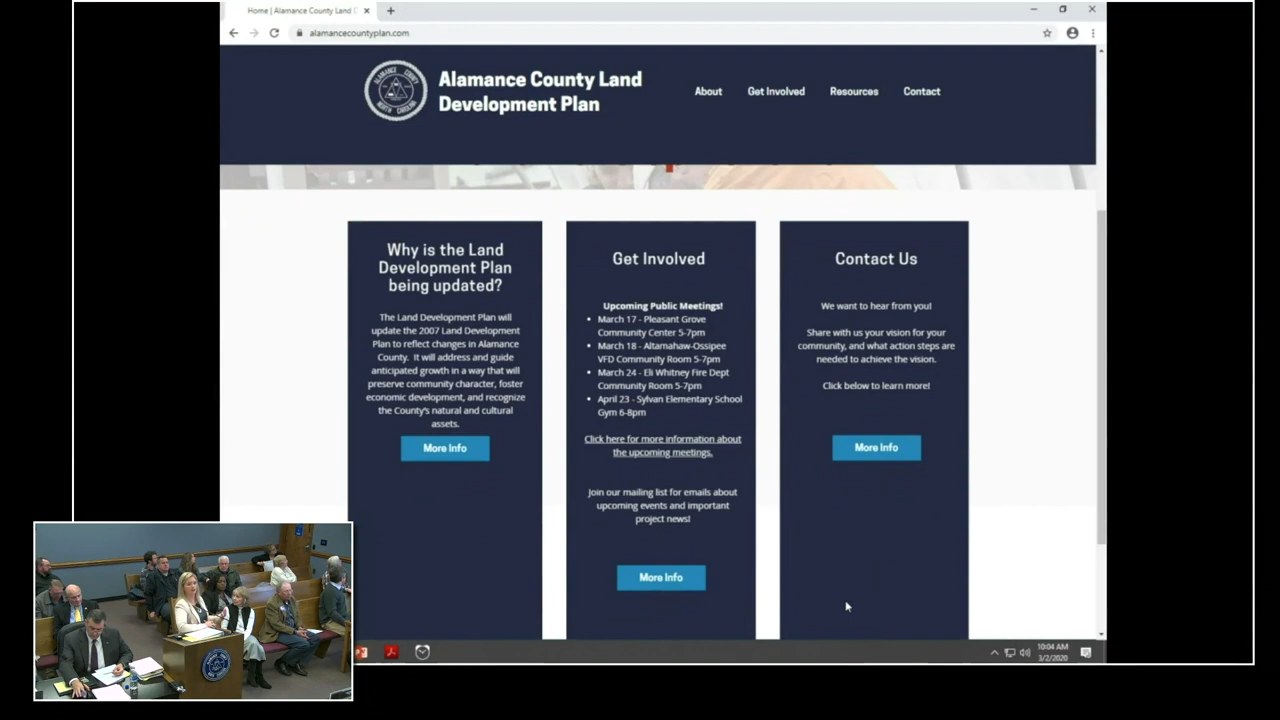 Home | Alamance County Land D
alamancecountyplan.com
Alamance County Land
Development Plan
About
Get Involved
Resources
Contact
ALAMANCE COUNTY
NORTH CAROLINA
Why is the Land
Development Plan
being updated?
The Land Development Plan will
update the 2007 Land Development
Plan to reflect changes in Alamance
County. It will address and guide
anticipated growth in a way that will
preserve community character, foster
economic development, and recognize
the County's natural and cultural
assets.
More Info
Get Involved
Upcoming Public Meetings!
• March 17 - Pleasant Grove
Community Center 5-7pm
• March 18 - Altamahaw-Ossipee
VFD Community Room 5-7pm
• March 24 - Eli Whitney Fire Dept
Community Room 5-7pm
• April 23 - Sylvan Elementary School
Gym 6-8pm
Click here for more information about
the upcoming meetings.
Join our mailing list for emails about
upcoming events and important
project news!
More Info
Contact Us
We want to hear from you!
Share with us your vision for your
community, and what action steps are
needed to achieve the vision.
Click below to learn more!
More Info
10:04 AM
3/2/2020